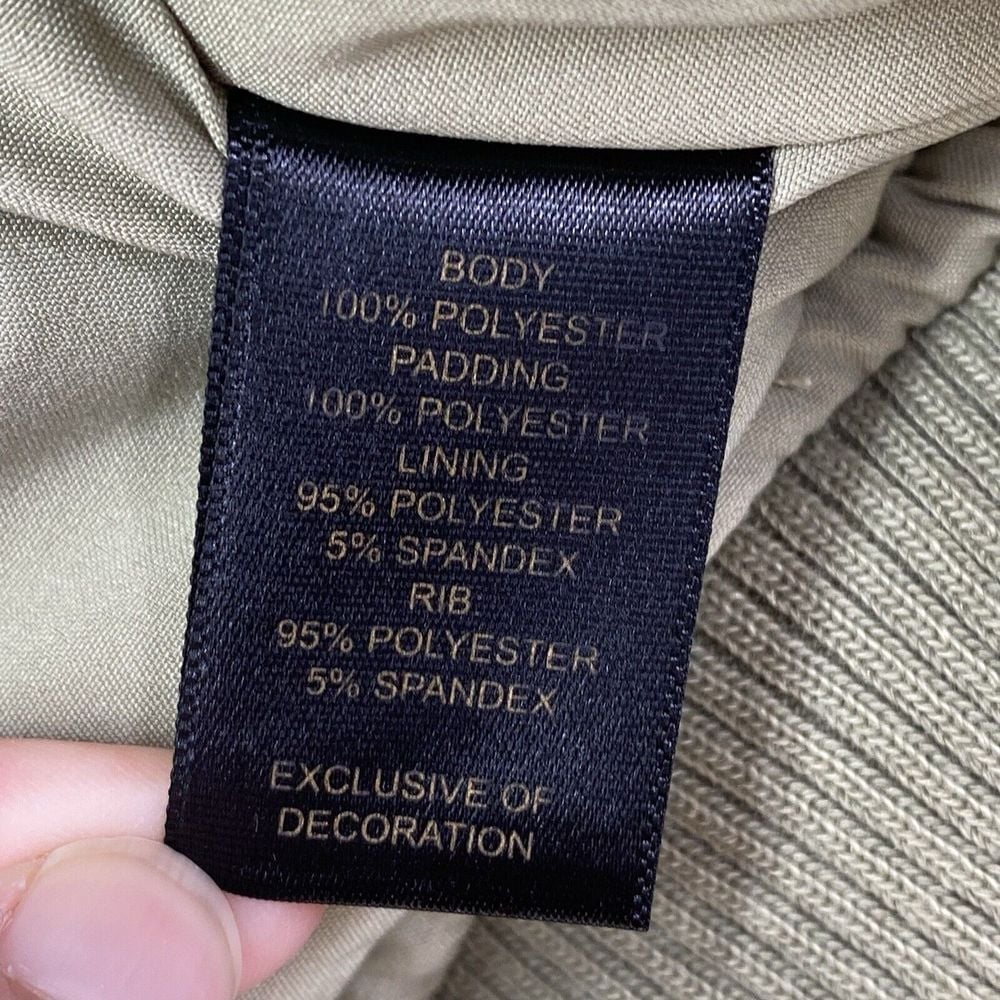 BODY
100% POLYESTER
PADDING
100% POLYESTER
LINING
95% POLYESTER
5% SPANDEX
RIB
95% POLYESTER
5% SPANDEX
EXCLUSIVE OF
DECORATION